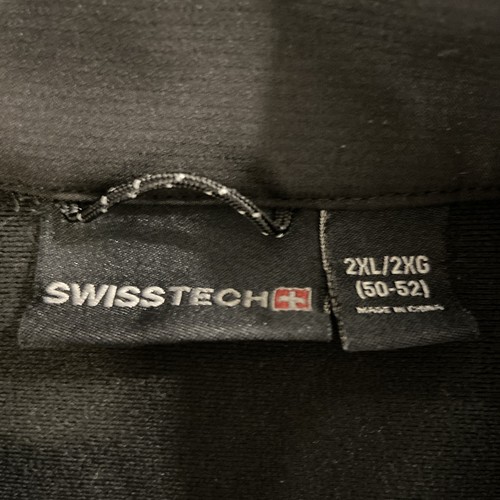 SWISSTECH
2XL/2XG
(50-52)
MADE IN CHINA